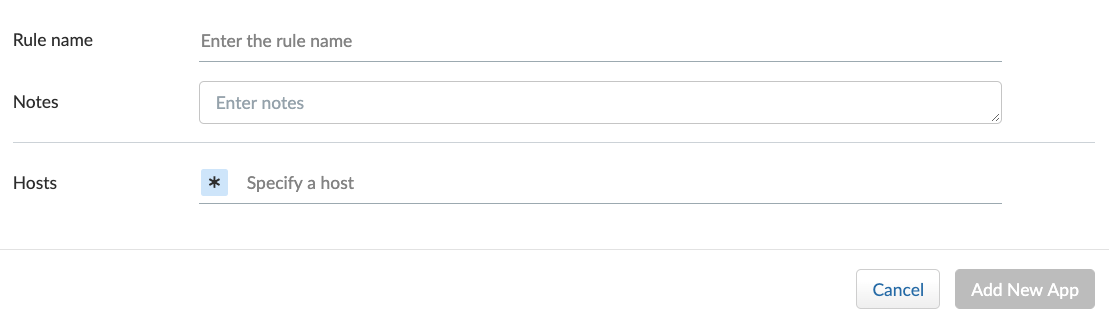 Rule name
Enter the rule name
Notes
Enter notes
Hosts
* Specify a host
Cancel
Add New App